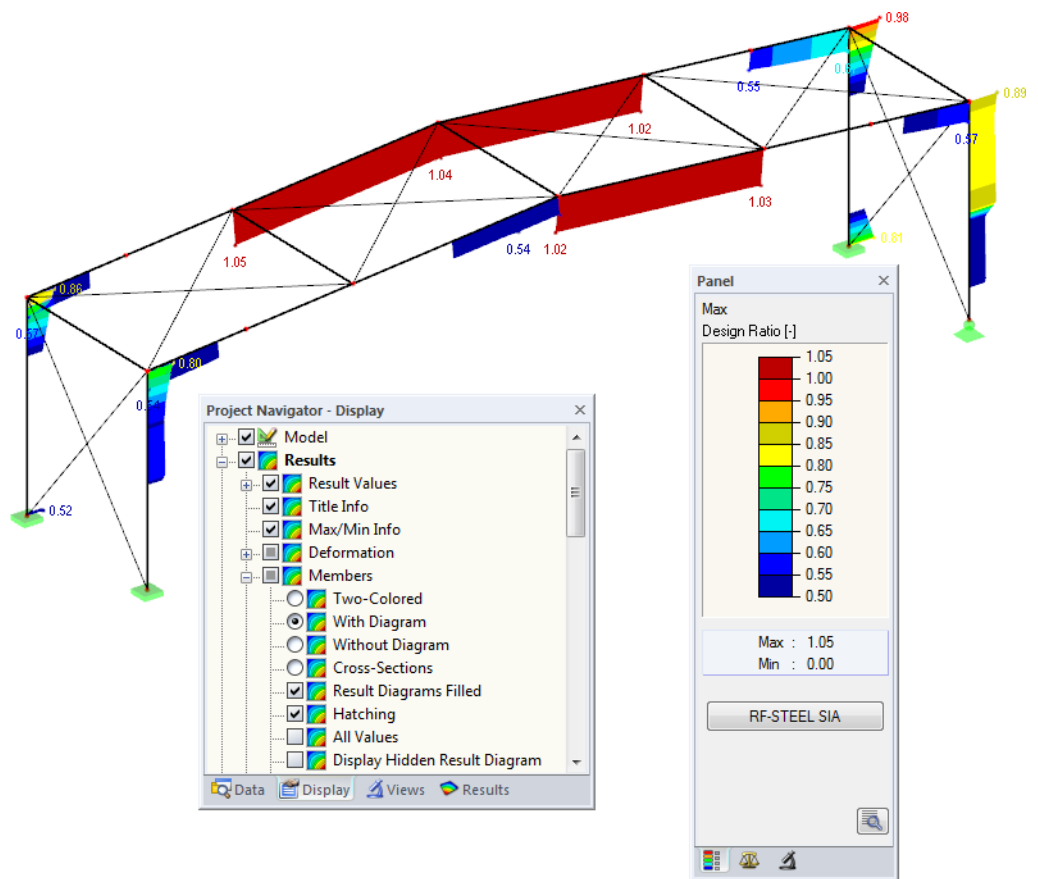 0.98
0.55
0.89
0.57
1.02
1.04
1.03
0.54
1.02
0.81
1.05
0.86
0.57
0.80
0.52
Panel
Max
Design Ratio [-]
1.05
1.00
0.95
0.90
0.85
0.80
0.75
0.70
0.65
0.60
0.55
0.50
Max : 1.05
Min : 0.00
RF-STEEL SIA
Project Navigator - Display
Model
Results
Result Values
Title Info
Max/Min Info
Deformation
Members
Two-Colored
With Diagram
Without Diagram
Cross-Sections
Result Diagrams Filled
Hatching
All Values
Display Hidden Result Diagram
Data Display Views Results